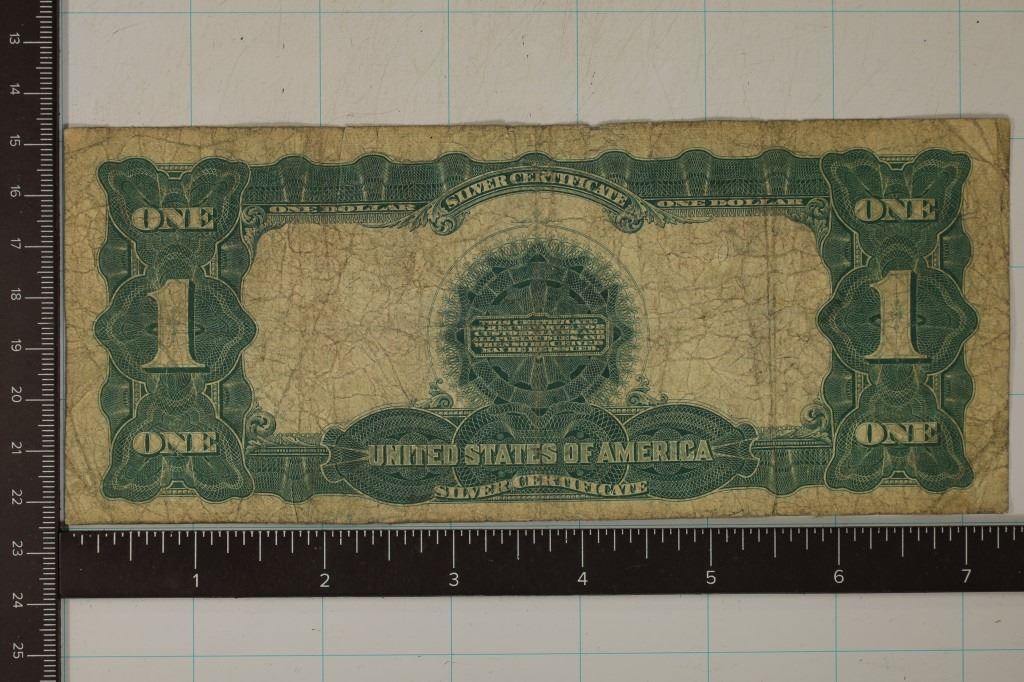 13
14
15
16
17
18
19
20
21
22
23
24
25
SILVER CERTIFICATE
ONE DOLLAR
ONE DOLLAR
ONE
ONE
1
1
ONE
ONE
UNITED STATES OF AMERICA
SILVER CERTIFICATE
1 2 3 4 5 6 7